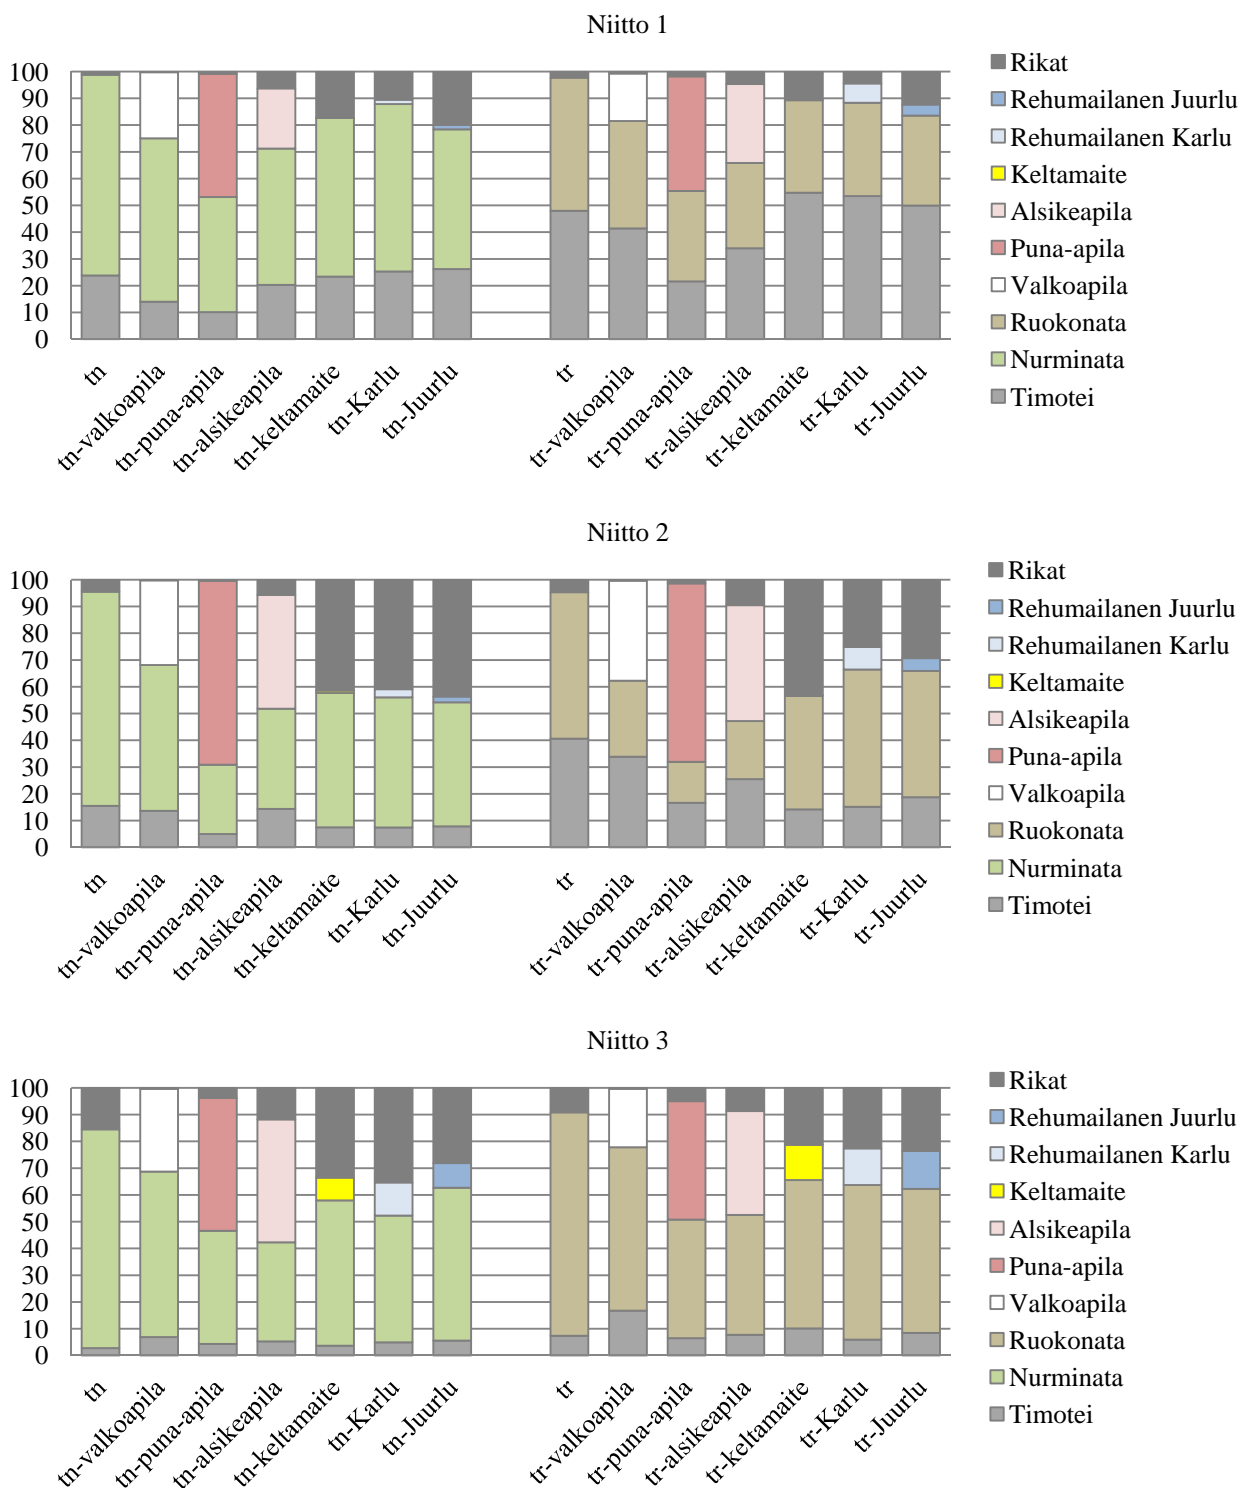 Niitto 1
100
90
80
70
60
50
40
30
20
10
0
tn
tn-valkoapila
tn-puna-apila
tn-alsikeapila
tn-keltamaite
tn-Karlu
tn-Juurlu
tr
tr-valkoapila
tr-puna-apila
tr-alsikeapila
tr-keltamaite
tr-Karlu
tr-Juurlu
Rikat
Rehumailanen Juurlu
Rehumailanen Karlu
Keltamaite
Alsikeapila
Puna-apila
Valkoapila
Ruokonata
Nurminata
Timotei
Niitto 2
100
90
80
70
60
50
40
30
20
10
0
tn
tn-valkoapila
tn-puna-apila
tn-alsikeapila
tn-keltamaite
tn-Karlu
tn-Juurlu
tr
tr-valkoapila
tr-puna-apila
tr-alsikeapila
tr-keltamaite
tr-Karlu
tr-Juurlu
Rikat
Rehumailanen Juurlu
Rehumailanen Karlu
Keltamaite
Alsikeapila
Puna-apila
Valkoapila
Ruokonata
Nurminata
Timotei
Niitto 3
100
90
80
70
60
50
40
30
20
10
0
tn
tn-valkoapila
tn-puna-apila
tn-alsikeapila
tn-keltamaite
tn-Karlu
tn-Juurlu
tr
tr-valkoapila
tr-puna-apila
tr-alsikeapila
tr-keltamaite
tr-Karlu
tr-Juurlu
Rikat
Rehumailanen Juurlu
Rehumailanen Karlu
Keltamaite
Alsikeapila
Puna-apila
Valkoapila
Ruokonata
Nurminata
Timotei